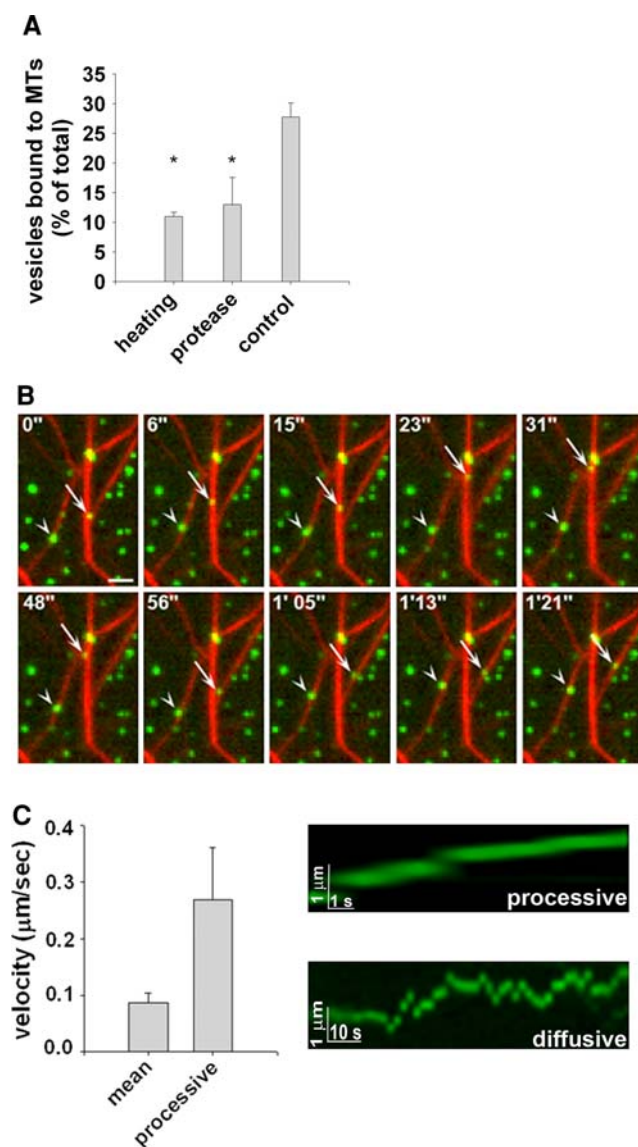 A
vesicles bound to MTs
(% of total)
35
30
25
20
15
10
5
0
* *
heating
protease
control
B
0" 6" 15" 23" 31"
48" 56" 1' 05" 1'13" 1'21"
C
velocity (μm/sec)
0.4
0.3
0.2
0.1
0.0
mean
processive
1 μm
1 s
processive
1 μm
10 s
diffusive